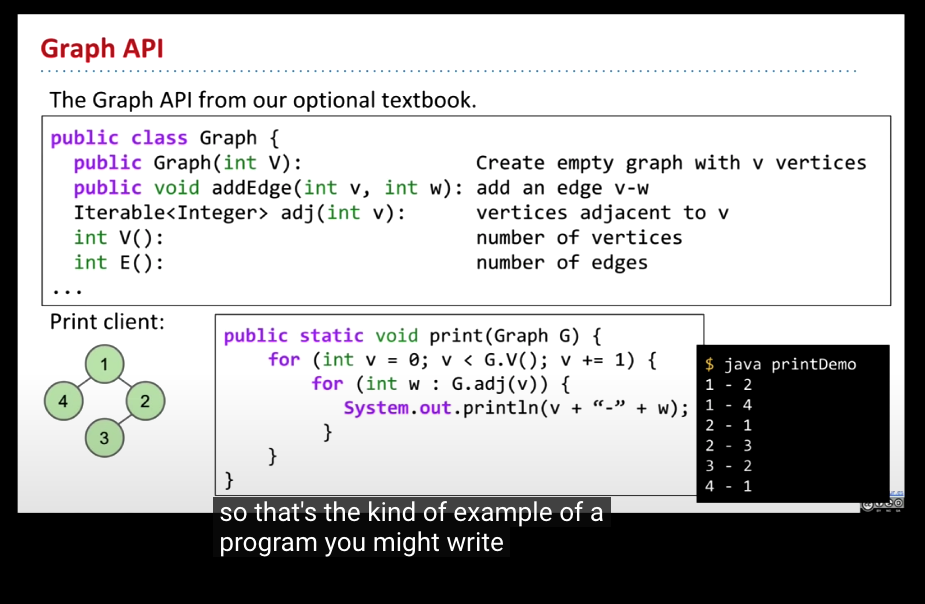 Graph API
The Graph API from our optional textbook.
public class Graph {
public Graph(int V): Create empty graph with v vertices
public void addEdge(int v, int w): add an edge v-w
Iterable<Integer> adj(int v): vertices adjacent to v
int V(): number of vertices
int E(): number of edges
...
Print client:
1
4 2
3
public static void print(Graph G) {
for (int v = 0; v < G.V(); v += 1) {
for (int w : G.adj(v)) {
System.out.println(v + “-” + w);
}
}
}
$ java printDemo
1 - 2
1 - 4
2 - 1
2 - 3
3 - 2
4 - 1
so that's the kind of example of a
program you might write